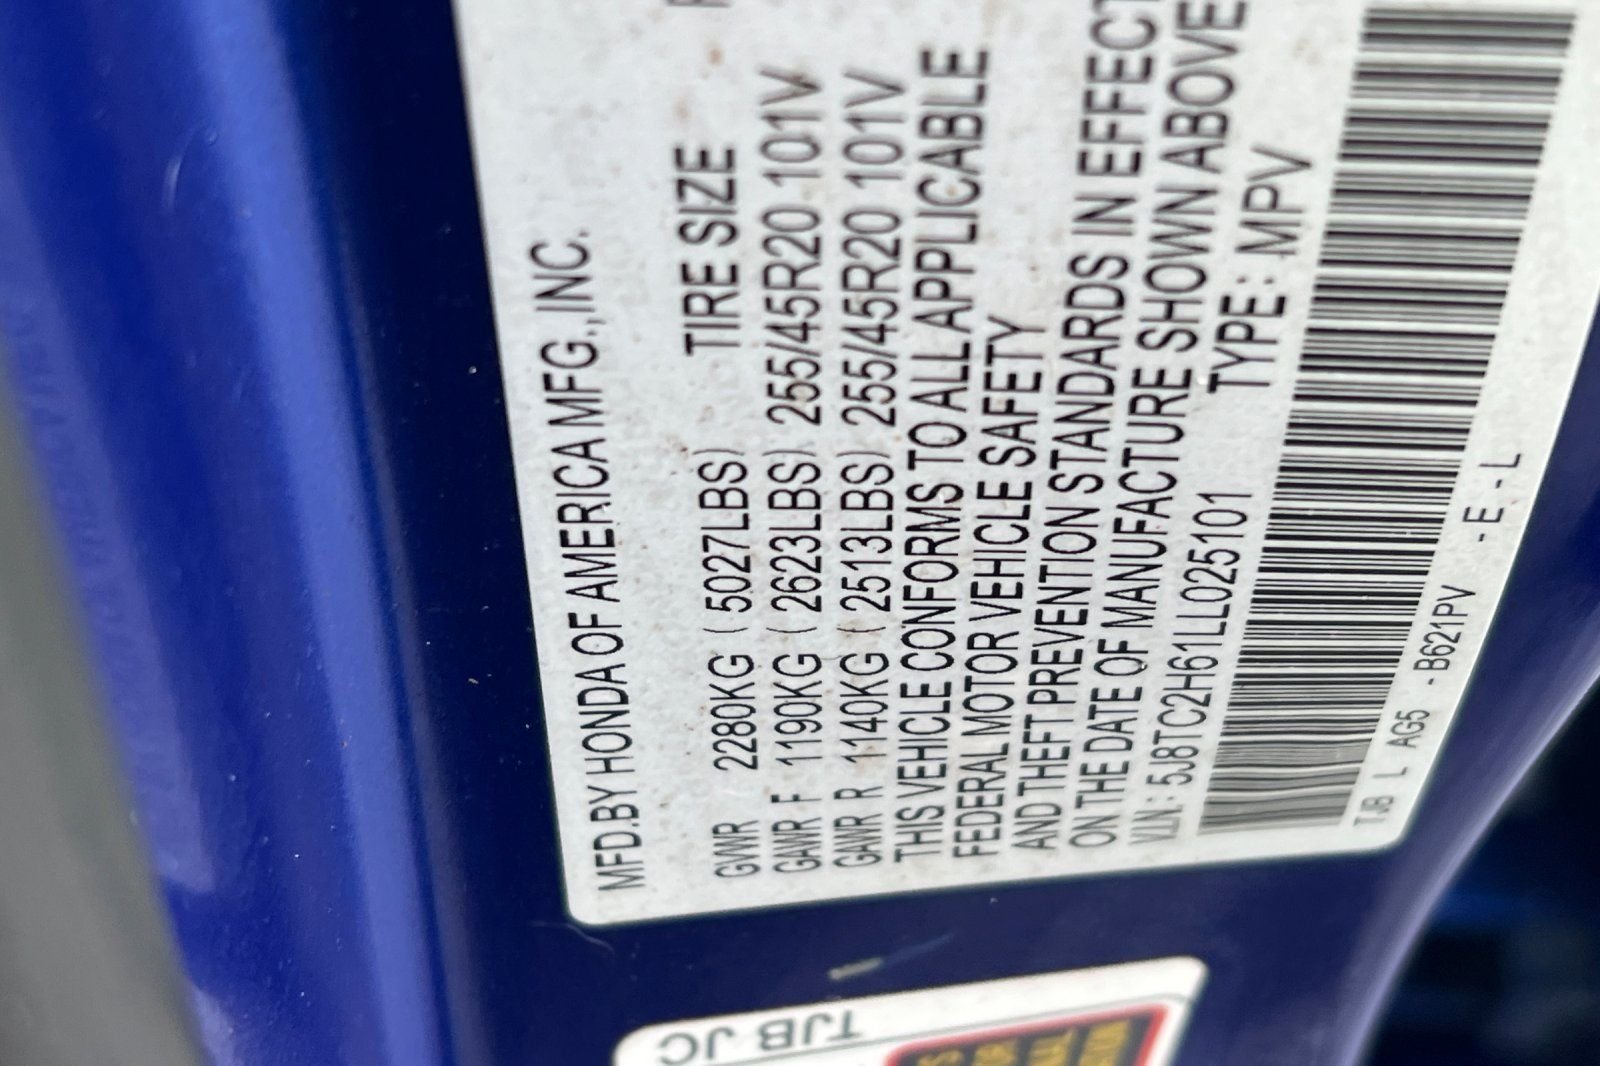 MFD.BY HONDA OF AMERICA MFG.,INC.
TIRE SIZE
GVWR 2280KG ( 5027LBS)
GAWR F 1190KG ( 2623LBS) 255/45R20 101V
GAWR R 1140KG ( 2513LBS) 255/45R20 101V
THIS VEHICLE CONFORMS TO ALL APPLICABLE
FEDERAL MOTOR VEHICLE SAFETY
AND THEFT PREVENTION STANDARDS IN EFFECT
ON THE DATE OF MANUFACTURE SHOWN ABOVE
V.I.N.: 5J8TC2H61LL025101 TYPE: MPV
TJB L AG5 -B621PV -E-L
TJB JC